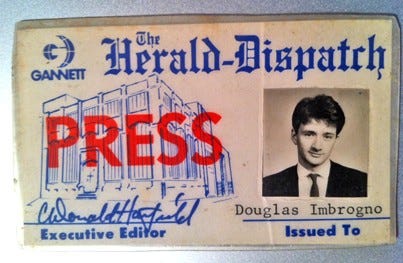 The
Herald-Dispatch
GANNETT
PRESS
Douglas Imbrogno
Executive Editor
Issued To